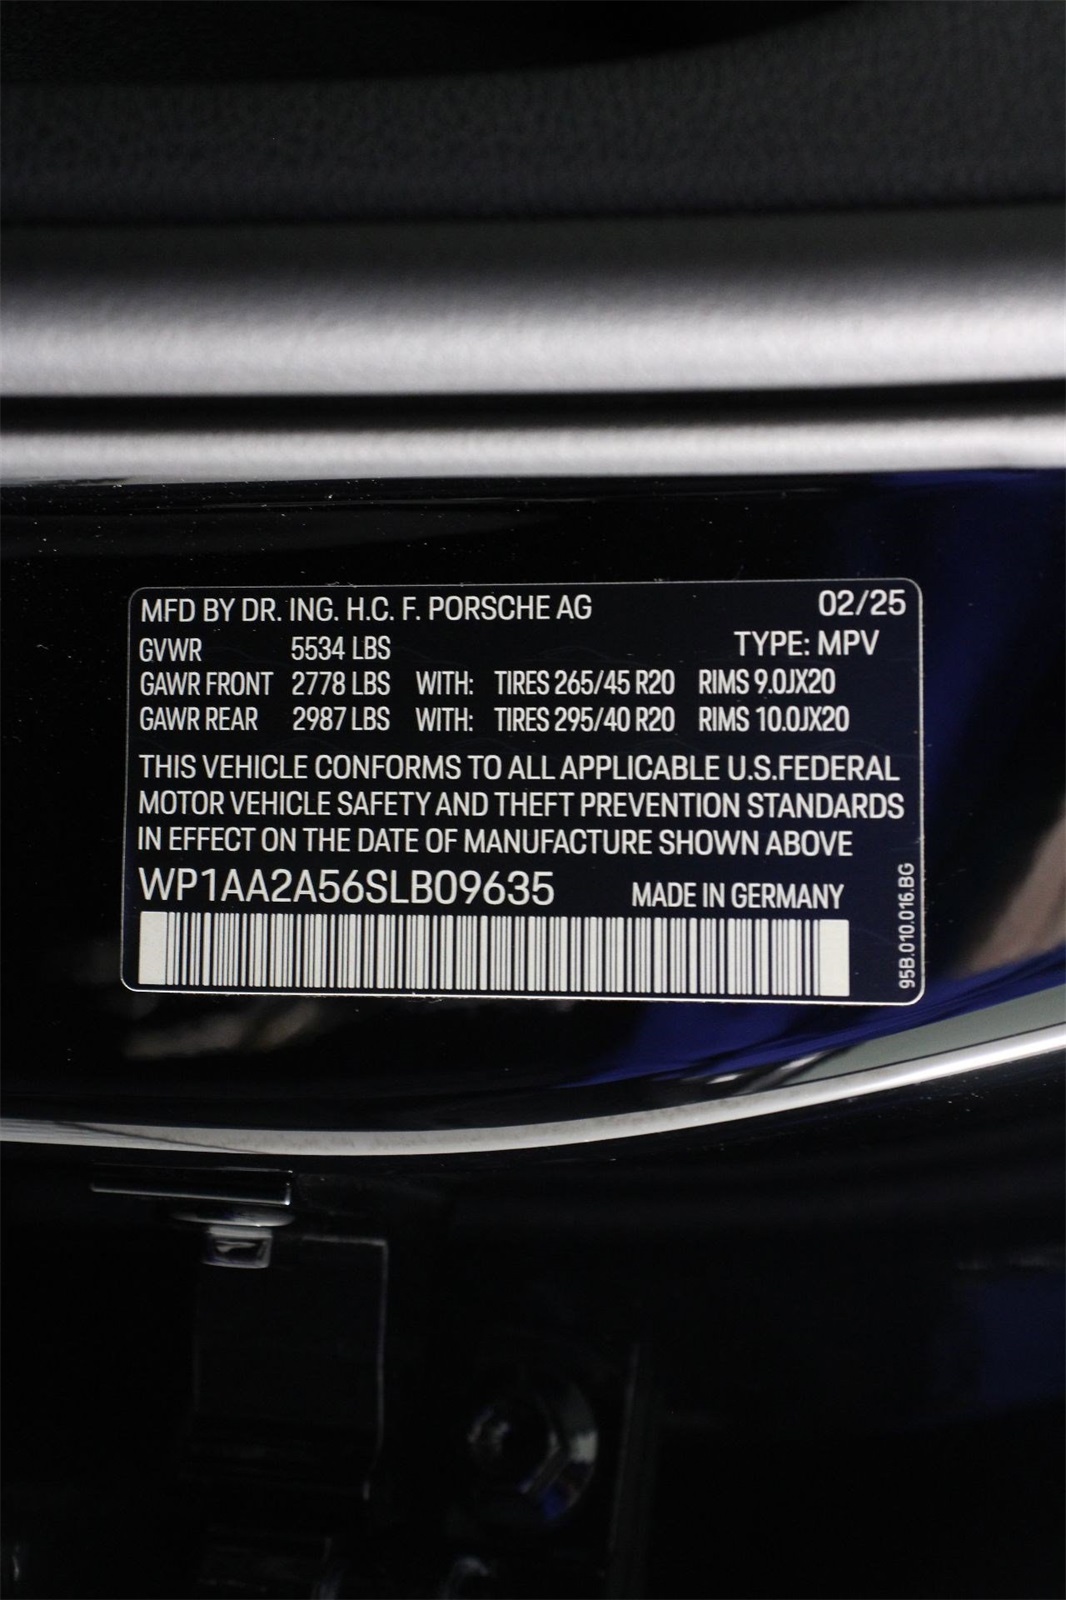 MFD BY DR. ING. H.C. F. PORSCHE AG 02/25
GVWR 5534 LBS TYPE: MPV
GAWR FRONT 2778 LBS WITH: TIRES 265/45 R20 RIMS 9.0JX20
GAWR REAR 2987 LBS WITH: TIRES 295/40 R20 RIMS 10.0JX20
THIS VEHICLE CONFORMS TO ALL APPLICABLE U.S.FEDERAL
MOTOR VEHICLE SAFETY AND THEFT PREVENTION STANDARDS
IN EFFECT ON THE DATE OF MANUFACTURE SHOWN ABOVE
WP1AA2A56SLB09635 MADE IN GERMANY
95B.010.016.BG